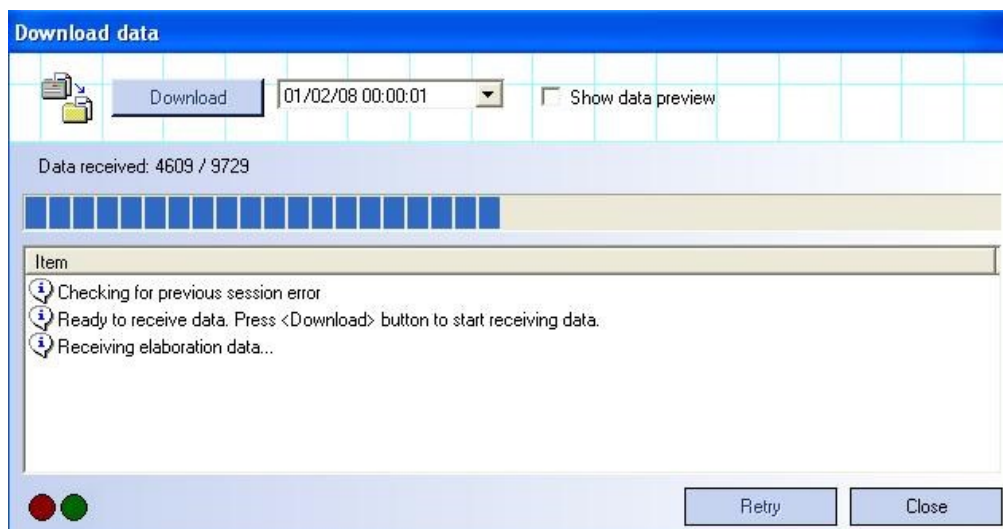 Download data
Download 01/02/08 00:00:01 Show data preview
Data received: 4609 / 9729
Item
Checking for previous session error
Ready to receive data. Press <Download> button to start receiving data.
Receiving elaboration data...
Retry Close